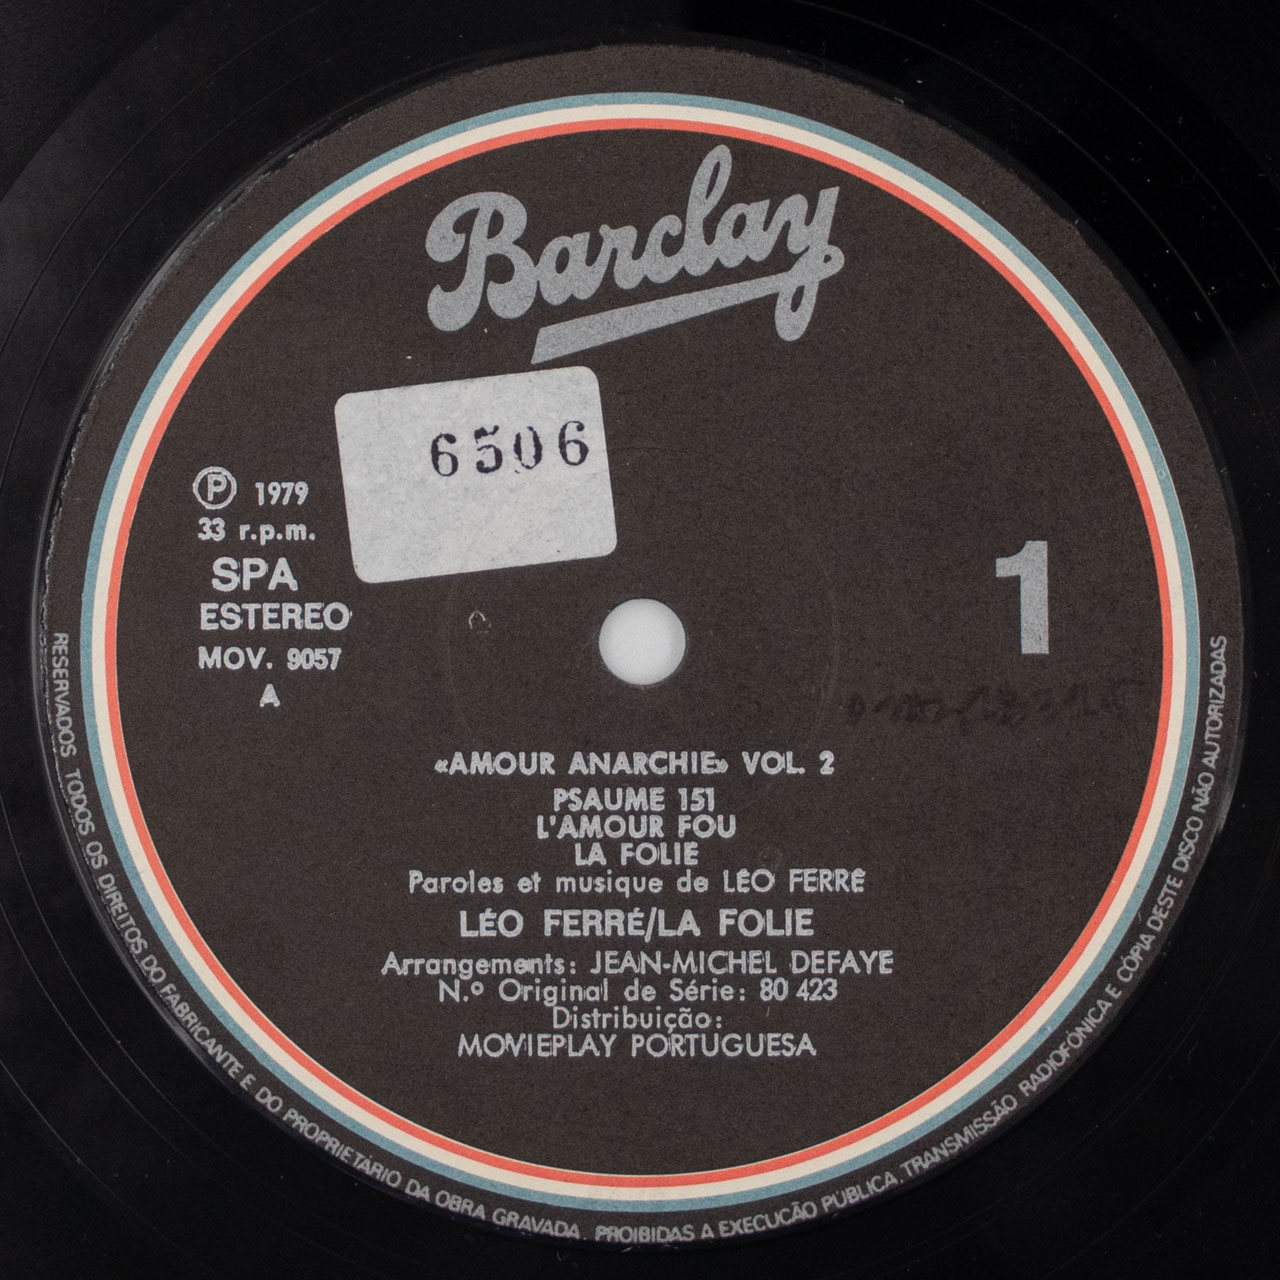 Barclay
6506
Ⓟ 1979
33 r.p.m.
SPA
ESTEREO
MOV. 9057
A
1
«AMOUR ANARCHIE» VOL. 2
PSAUME 151
L'AMOUR FOU
LA FOLIE
Paroles et musique de LÉO FERRÉ
LÉO FERRÉ/LA FOLIE
Arrangements: JEAN-MICHEL DEFAYE
N.º Original de Série: 80 423
Distribuição:
MOVIEPLAY PORTUGUESA
RESERVADOS TODOS OS DIREITOS DO FABRICANTE E DO PROPRIETÁRIO DA OBRA GRAVADA. PROIBIDAS A EXECUÇÃO PÚBLICA, TRANSMISSÃO RADIOFÓNICA E CÓPIA DESTE DISCO NÃO AUTORIZADAS